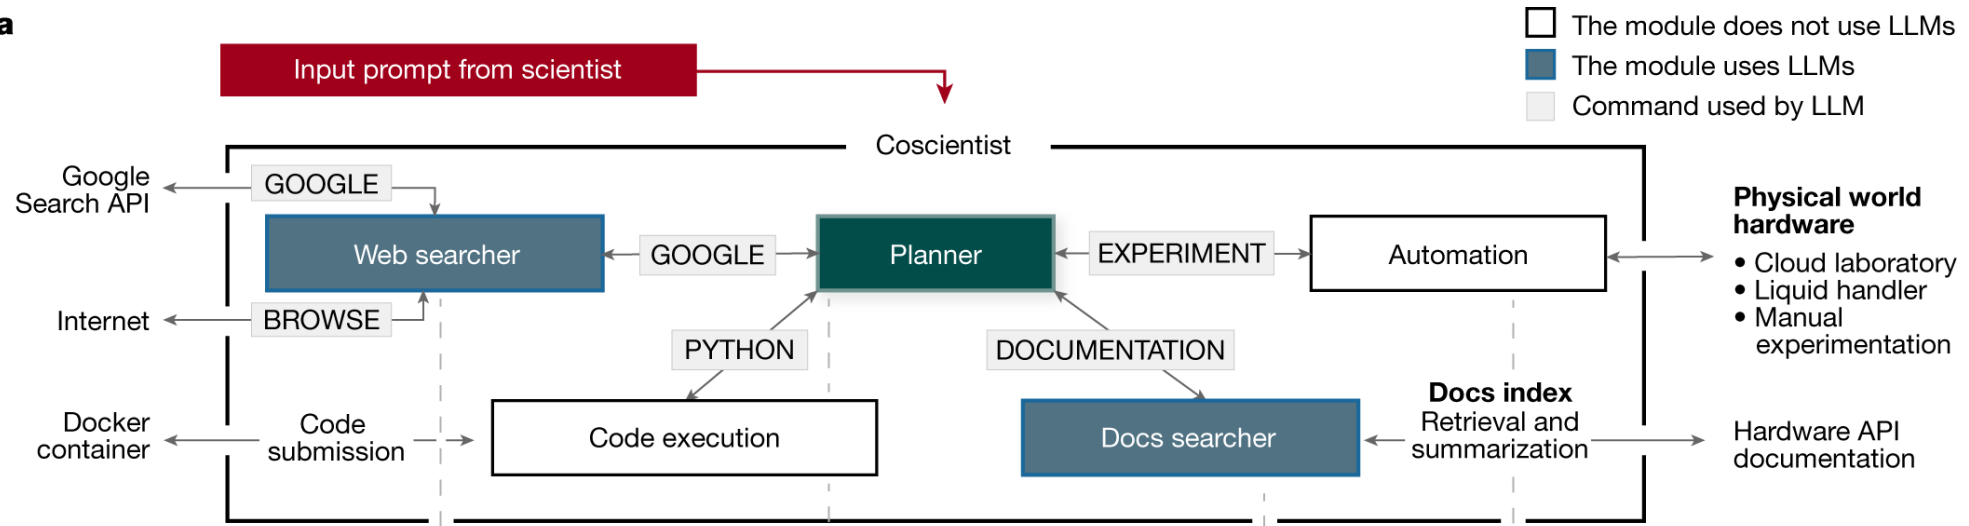 a
The module does not use LLMs
The module uses LLMs
Command used by LLM
Input prompt from scientist
Coscientist
Google
Search API
GOOGLE
Web searcher
GOOGLE
Planner
EXPERIMENT
Automation
Physical world
hardware
• Cloud laboratory
• Liquid handler
• Manual
experimentation
Internet
BROWSE
PYTHON
DOCUMENTATION
Docker
container
Code
submission
Code execution
Docs searcher
Docs index
Retrieval and
summarization
Hardware API
documentation